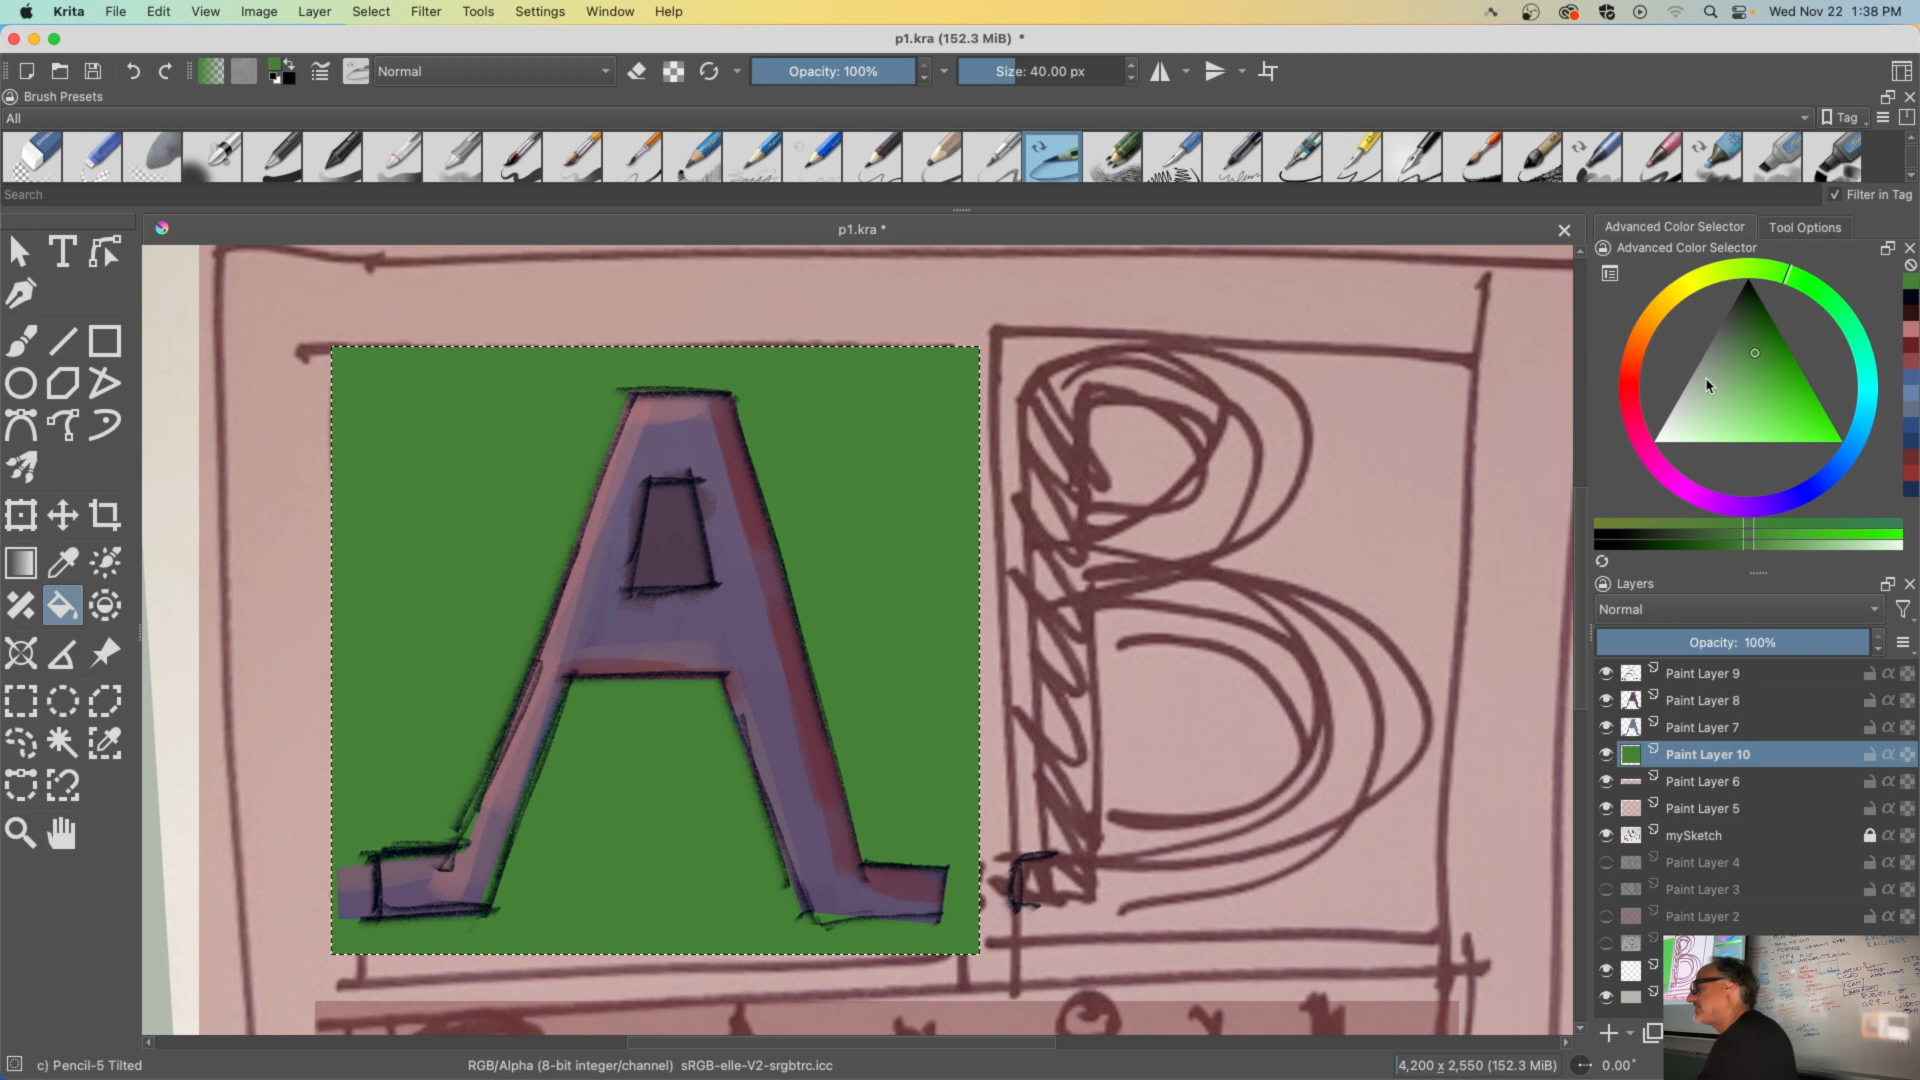 Krita File Edit View Image Layer Select Filter Tools Settings Window Help Wed Nov 22 1:38 PM
p1.kra (152.3 MiB) *
Normal Opacity: 100% Size: 40.00 px
Brush Presets
All Tag
Search Filter in Tag
p1.kra *
Advanced Color Selector Tool Options
Advanced Color Selector
A B
Layers
Normal
Opacity: 100%
Paint Layer 9
Paint Layer 8
Paint Layer 7
Paint Layer 10
Paint Layer 6
Paint Layer 5
mySketch
Paint Layer 4
Paint Layer 3
Paint Layer 2
c) Pencil-5 Tilted RGB/Alpha (8-bit integer/channel) sRGB-elle-V2-srgbtrc.icc 4,200 x 2,550 (152.3 MiB) 0.00°